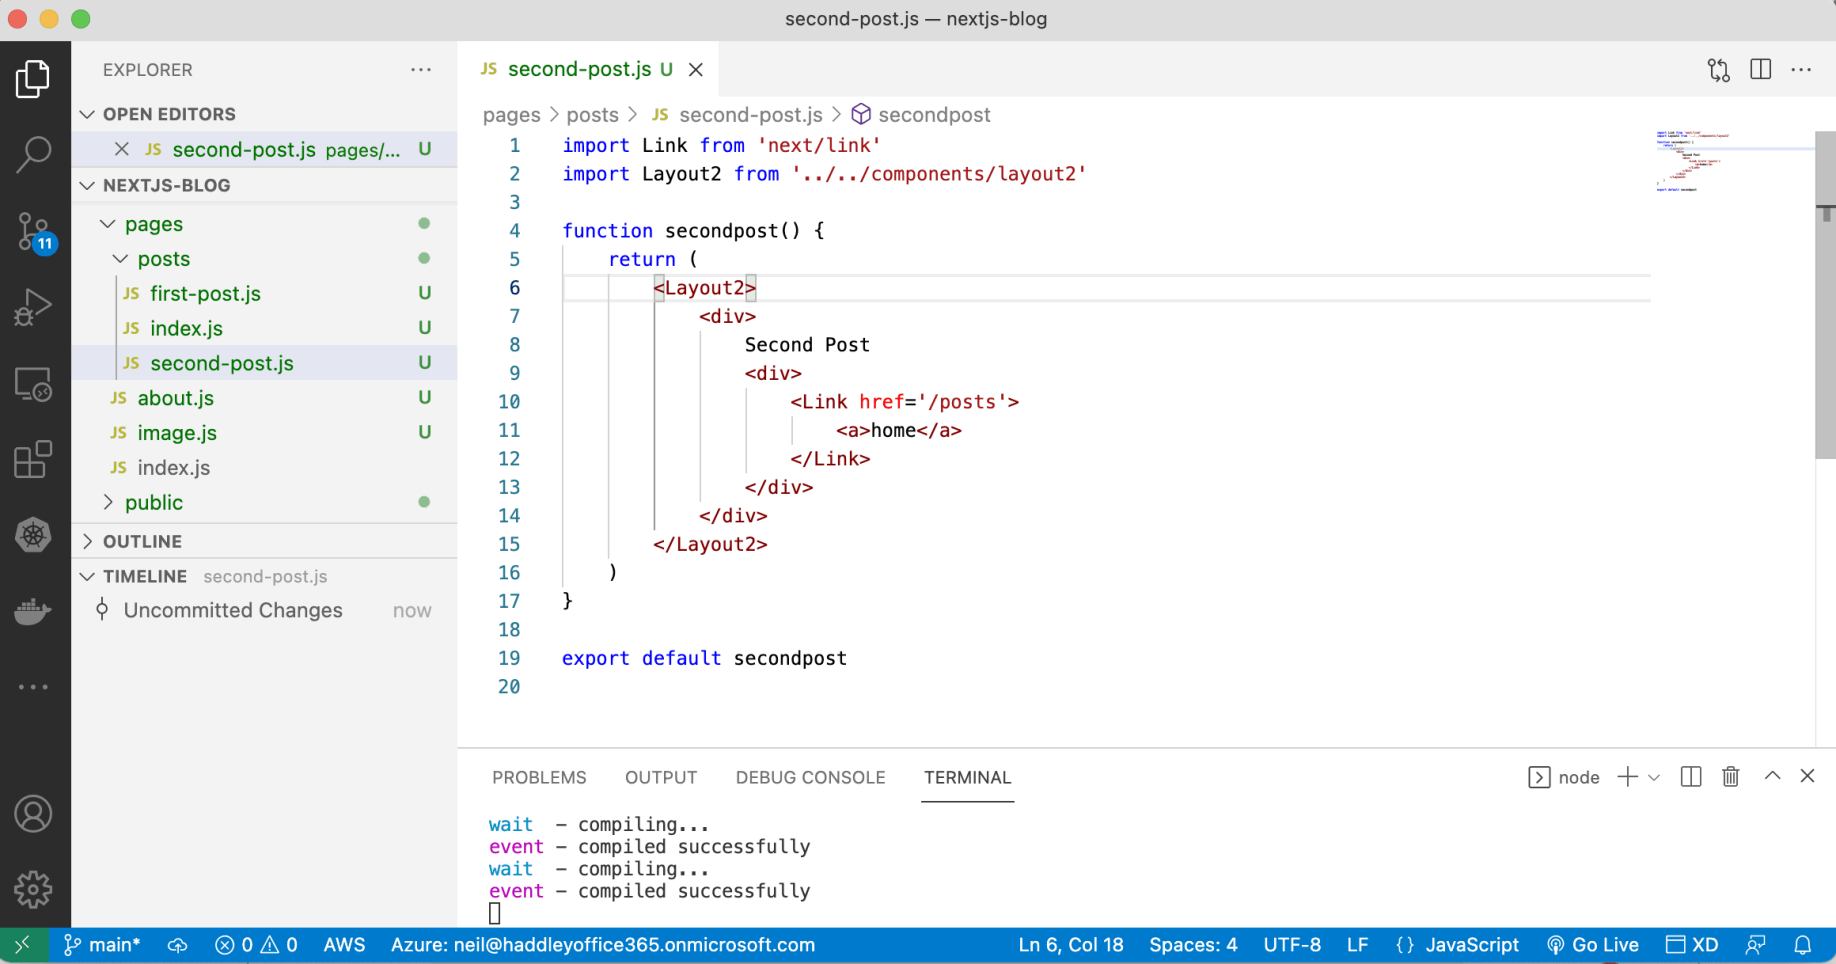 second-post.js — nextjs-blog
EXPLORER
OPEN EDITORS
JS second-post.js pages/... U
NEXTJS-BLOG
pages
posts
JS first-post.js U
JS index.js U
JS second-post.js U
JS about.js U
JS image.js U
JS index.js
public
OUTLINE
TIMELINE second-post.js
Uncommitted Changes now
11
JS second-post.js U
pages > posts > JS second-post.js > secondpost
1 import Link from 'next/link'
2 import Layout2 from '../../components/layout2'
3
4 function secondpost() {
5 return (
6 <Layout2>
7 <div>
8 Second Post
9 <div>
10 <Link href='/posts'>
11 <a>home</a>
12 </Link>
13 </div>
14 </div>
15 </Layout2>
16 )
17 }
18
19 export default secondpost
20
PROBLEMS OUTPUT DEBUG CONSOLE TERMINAL node
wait - compiling...
event - compiled successfully
wait - compiling...
event - compiled successfully
main* 0 0 AWS Azure: neil@haddleyoffice365.onmicrosoft.com Ln 6, Col 18 Spaces: 4 UTF-8 LF {} JavaScript Go Live XD